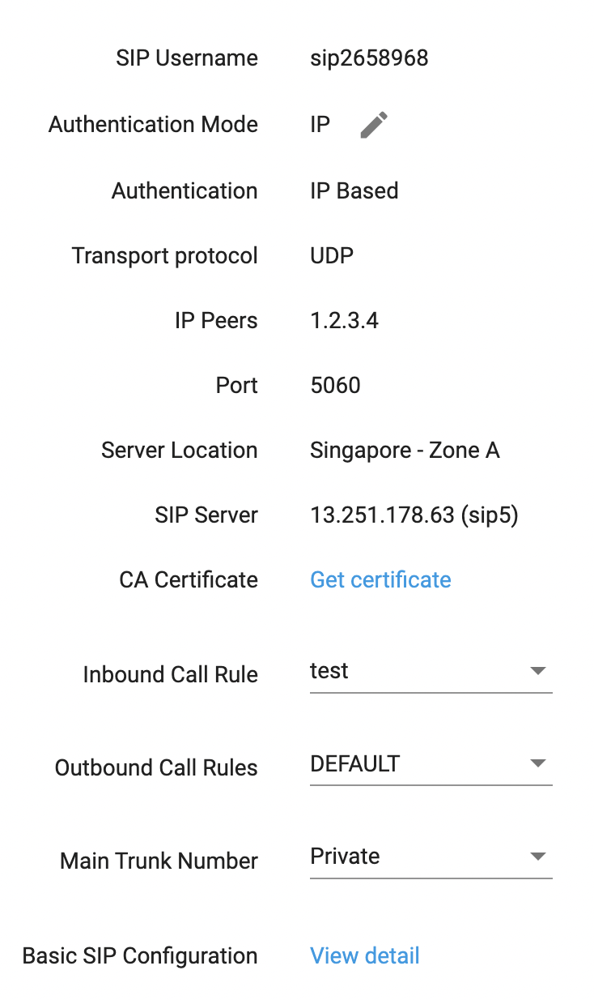 SIP Username sip2658968
Authentication Mode IP
Authentication IP Based
Transport protocol UDP
IP Peers 1.2.3.4
Port 5060
Server Location Singapore - Zone A
SIP Server 13.251.178.63 (sip5)
CA Certificate Get certificate
Inbound Call Rule test
Outbound Call Rules DEFAULT
Main Trunk Number Private
Basic SIP Configuration View detail